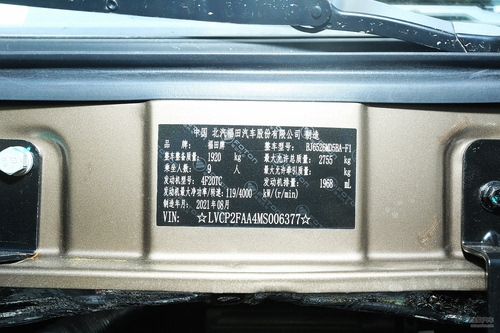 中国 北汽福田汽车股份有限公司 制造
品牌: 福田牌 整车型号: BJ6526MD5BA-F1
整车整备质量: 1920 kg 最大允许总质量: 2755 kg
最大乘坐人数: 9 人 最大允许牵引质量: kg
发动机型号: 4F20TC 发动机排量: 1968 mL
发动机最大净功率/转速: 119/4000 kW/(r/min)
制造年月: 2021年08月
VIN: ☆LVCP2FAA4MS006377☆